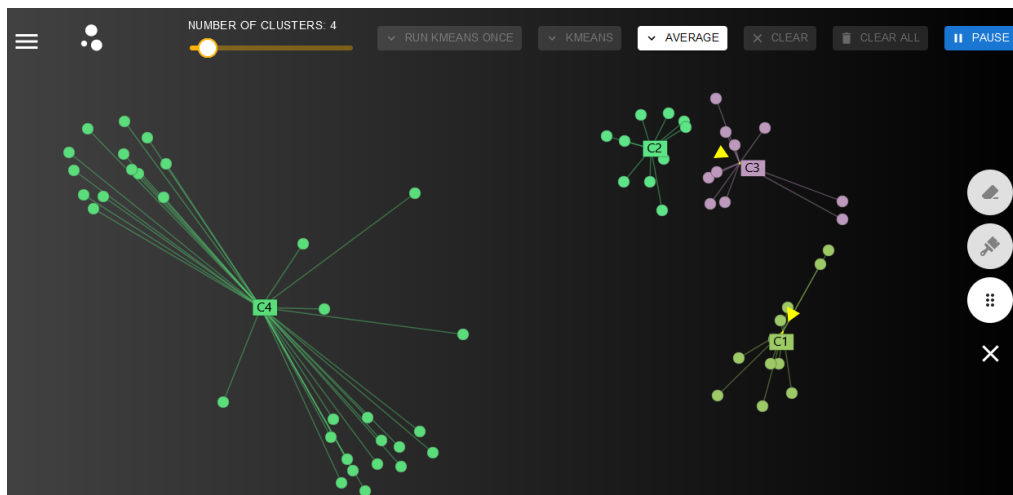 NUMBER OF CLUSTERS: 4
RUN KMEANS ONCE
KMEANS
AVERAGE
CLEAR
CLEAR ALL
PAUSE
C2
C3
C4
C1